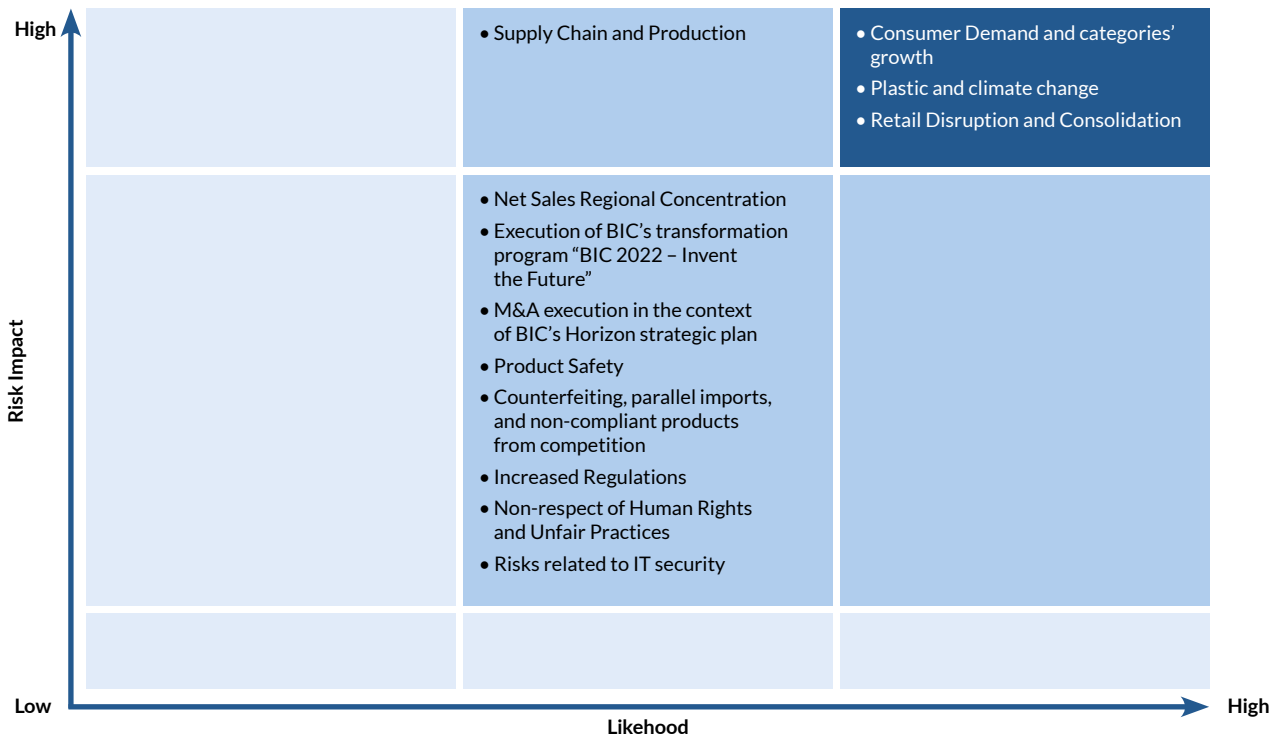 High
• Supply Chain and Production
• Consumer Demand and categories’
growth
• Plastic and climate change
• Retail Disruption and Consolidation
• Net Sales Regional Concentration
• Execution of BIC’s transformation
program “BIC 2022 – Invent
the Future”
• M&A execution in the context
of BIC’s Horizon strategic plan
• Product Safety
• Counterfeiting, parallel imports,
and non-compliant products
from competition
• Increased Regulations
• Non-respect of Human Rights
and Unfair Practices
• Risks related to IT security
Risk Impact
Low
Likehood
High